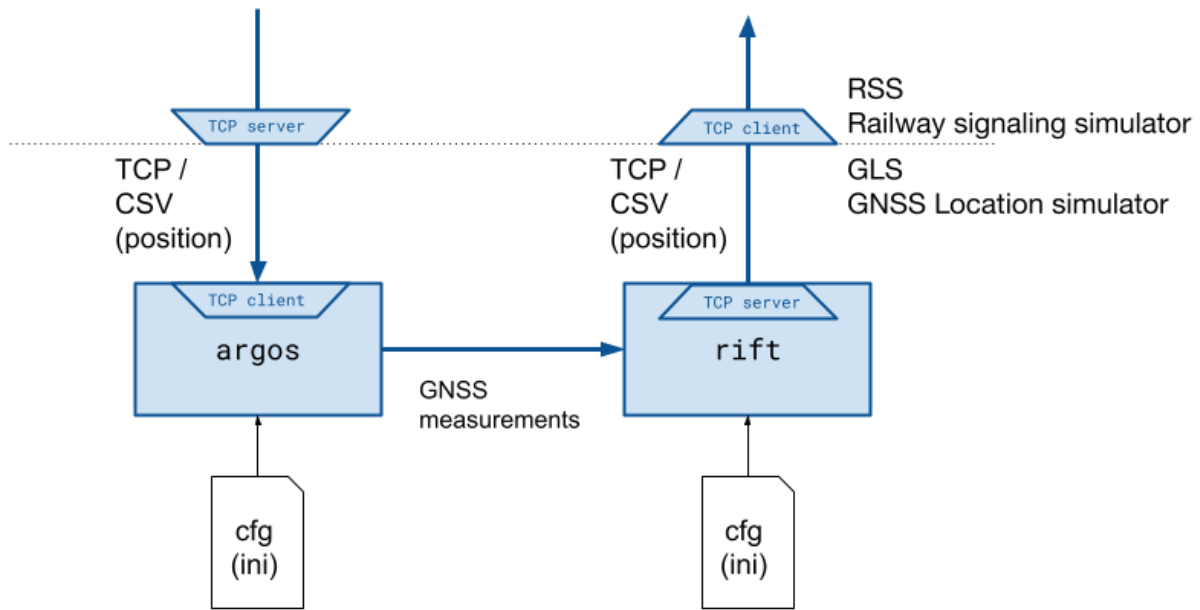 TCP server
TCP client
RSS
Railway signaling simulator
TCP /
CSV
(position)
TCP /
CSV
(position)
GLS
GNSS Location simulator
TCP client
argos
TCP server
rift
GNSS
measurements
cfg
(ini)
cfg
(ini)